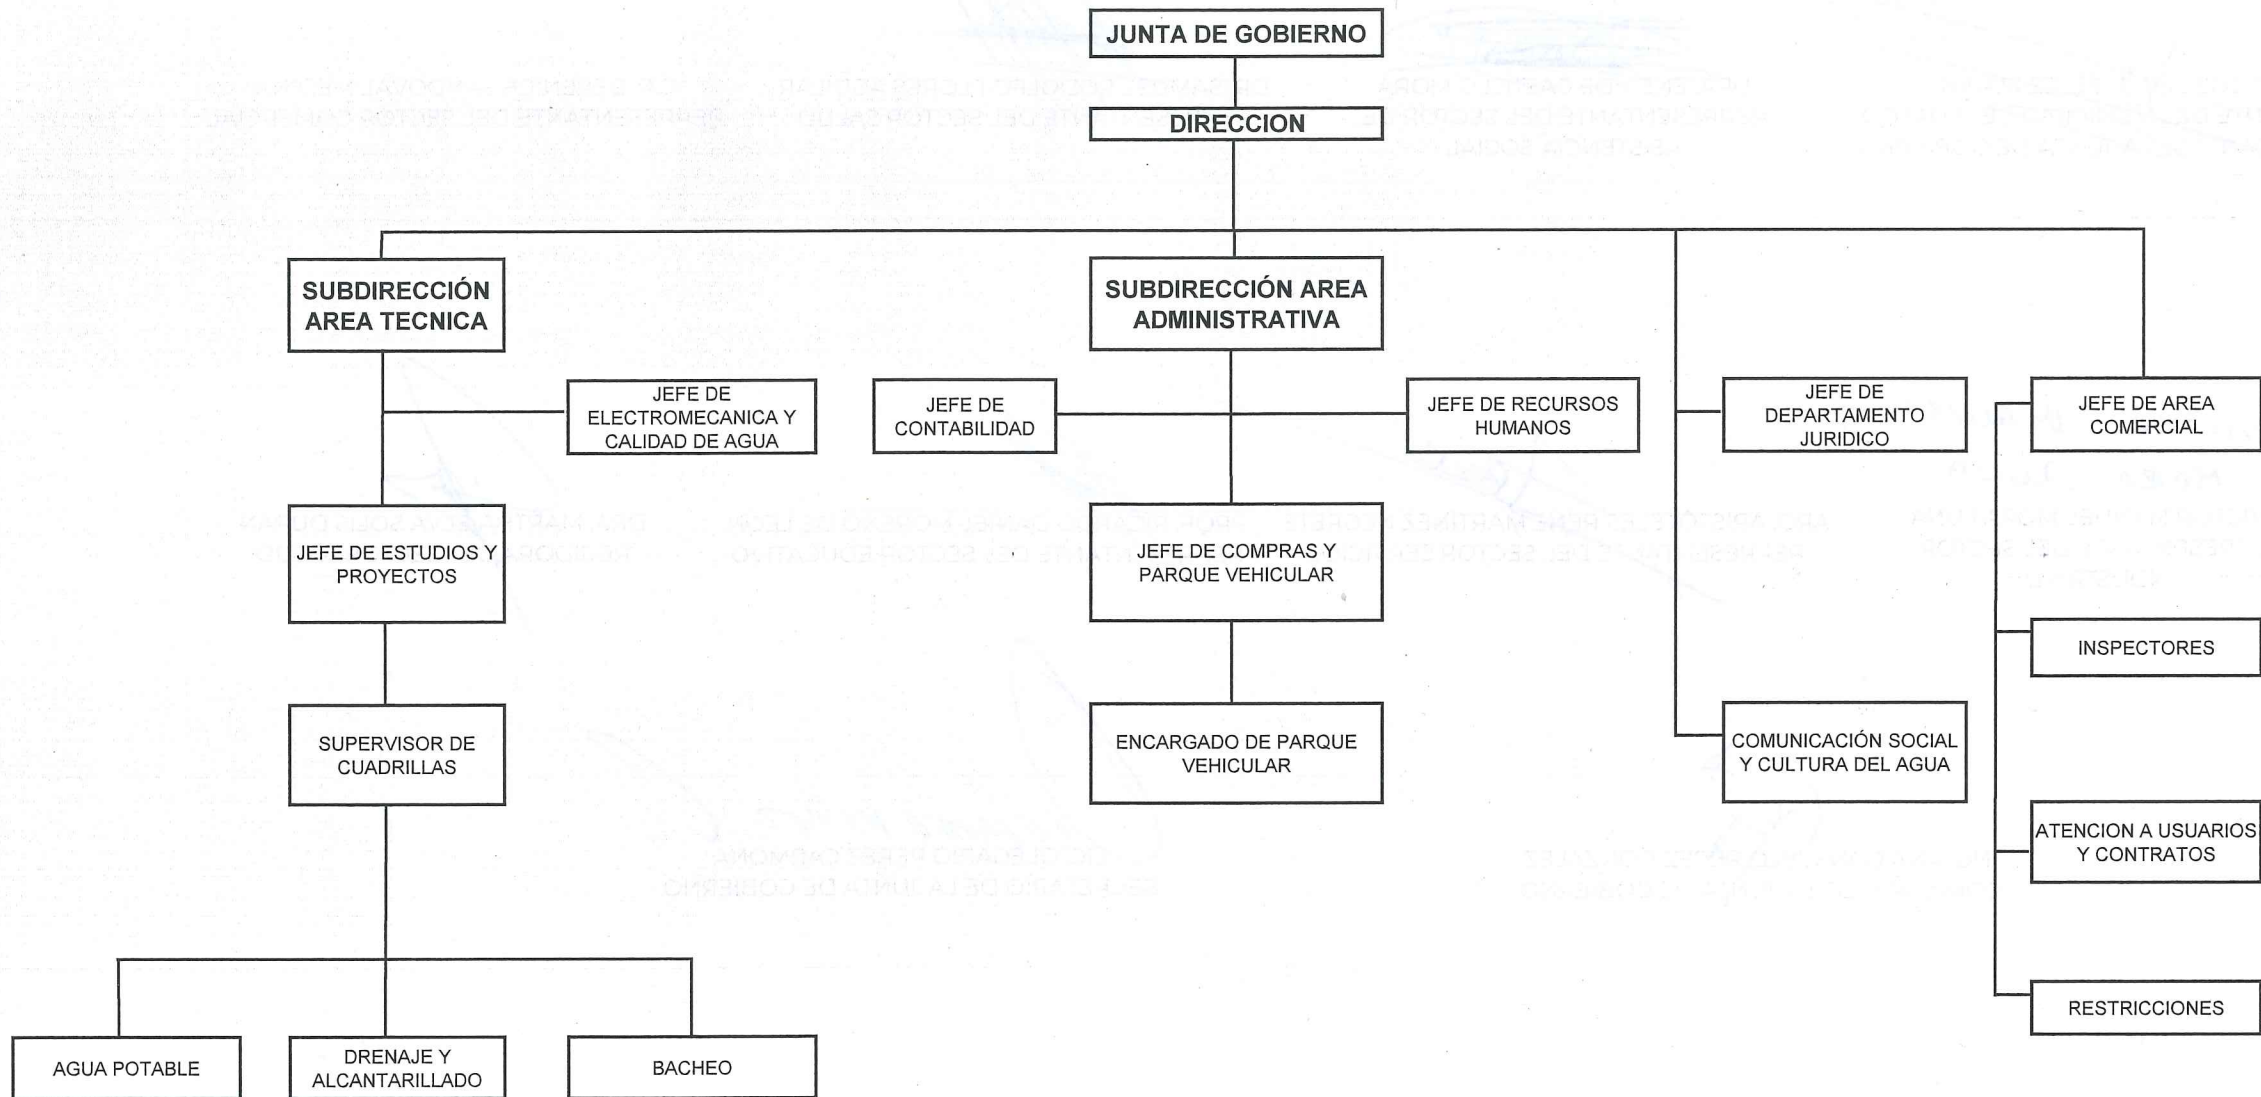 JUNTA DE GOBIERNO
DIRECCION
SUBDIRECCIÓN
AREA TECNICA
SUBDIRECCIÓN AREA
ADMINISTRATIVA
JEFE DE
ELECTROMECANICA Y
CALIDAD DE AGUA
JEFE DE
CONTABILIDAD
JEFE DE RECURSOS
HUMANOS
JEFE DE
DEPARTAMENTO
JURIDICO
JEFE DE AREA
COMERCIAL
JEFE DE ESTUDIOS Y
PROYECTOS
JEFE DE COMPRAS Y
PARQUE VEHICULAR
INSPECTORES
SUPERVISOR DE
CUADRILLAS
ENCARGADO DE PARQUE
VEHICULAR
COMUNICACIÓN SOCIAL
Y CULTURA DEL AGUA
ATENCION A USUARIOS
Y CONTRATOS
RESTRICCIONES
AGUA POTABLE
DRENAJE Y
ALCANTARILLADO
BACHEO